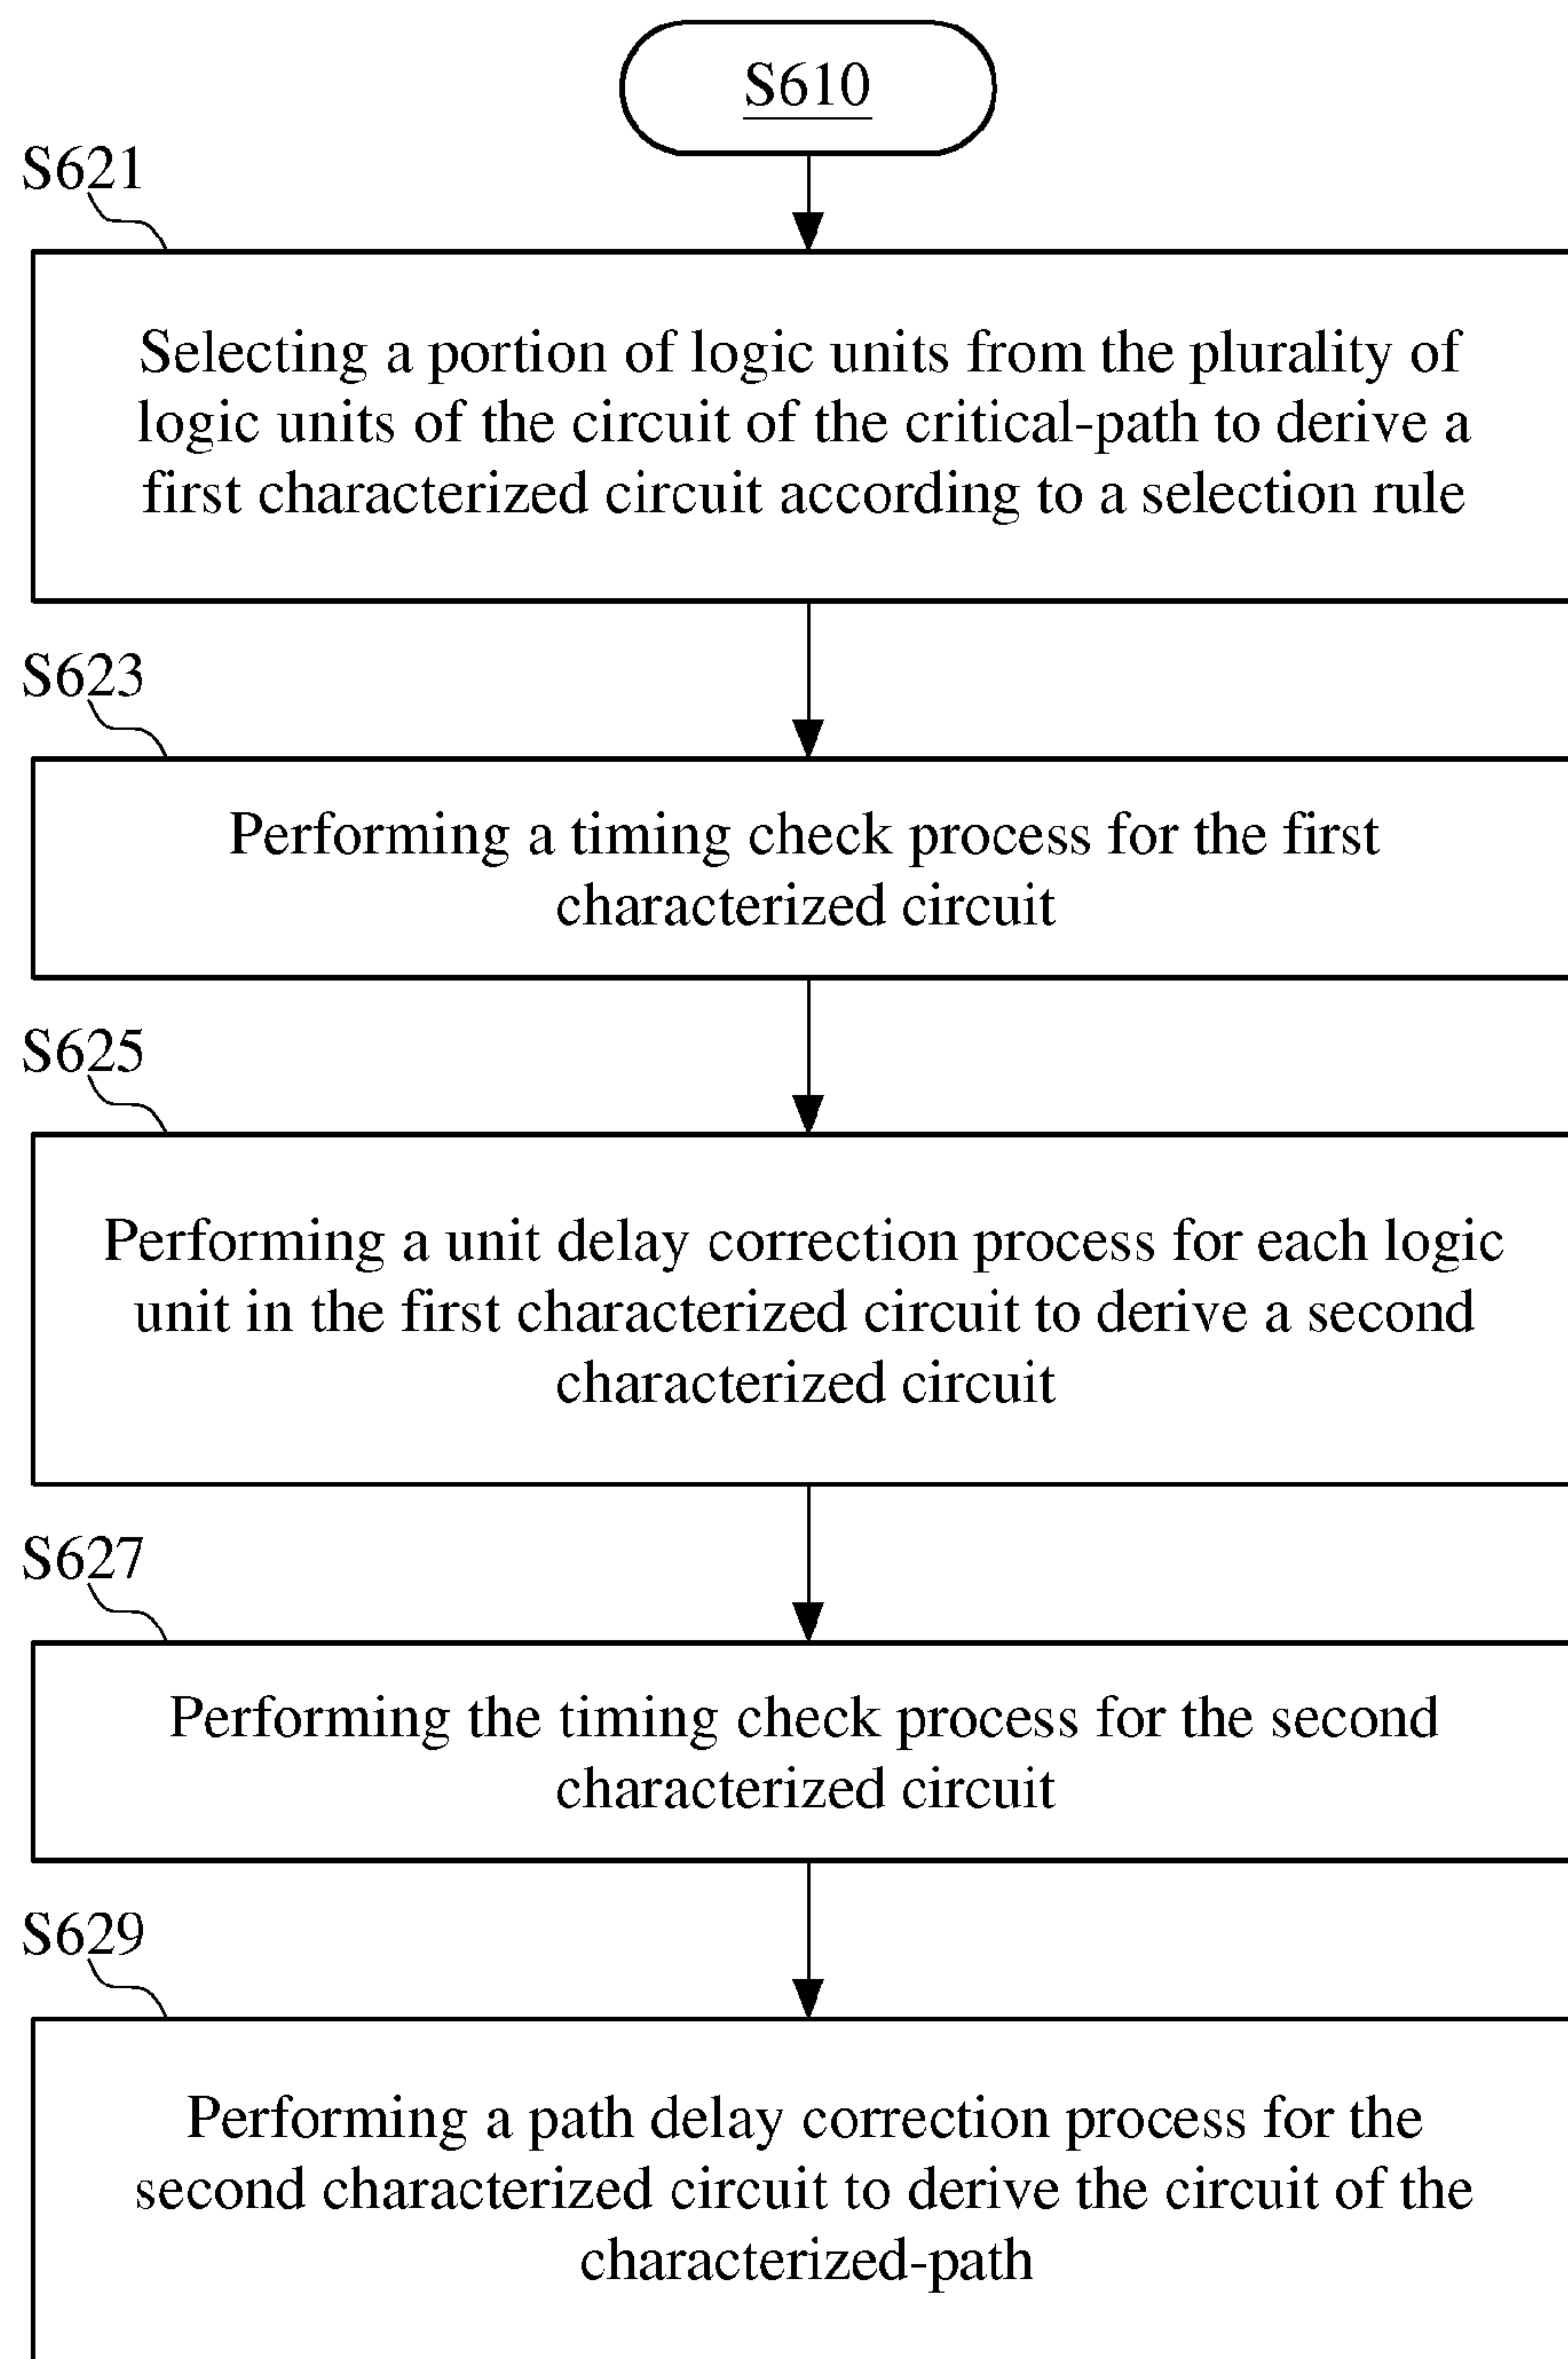 S610
S621
Selecting a portion of logic units from the plurality of
logic units of the circuit of the critical-path to derive a
first characterized circuit according to a selection rule
S623
Performing a timing check process for the first
characterized circuit
S625
Performing a unit delay correction process for each logic
unit in the first characterized circuit to derive a second
characterized circuit
S627
Performing the timing check process for the second
characterized circuit
S629
Performing a path delay correction process for the
second characterized circuit to derive the circuit of the
characterized-path